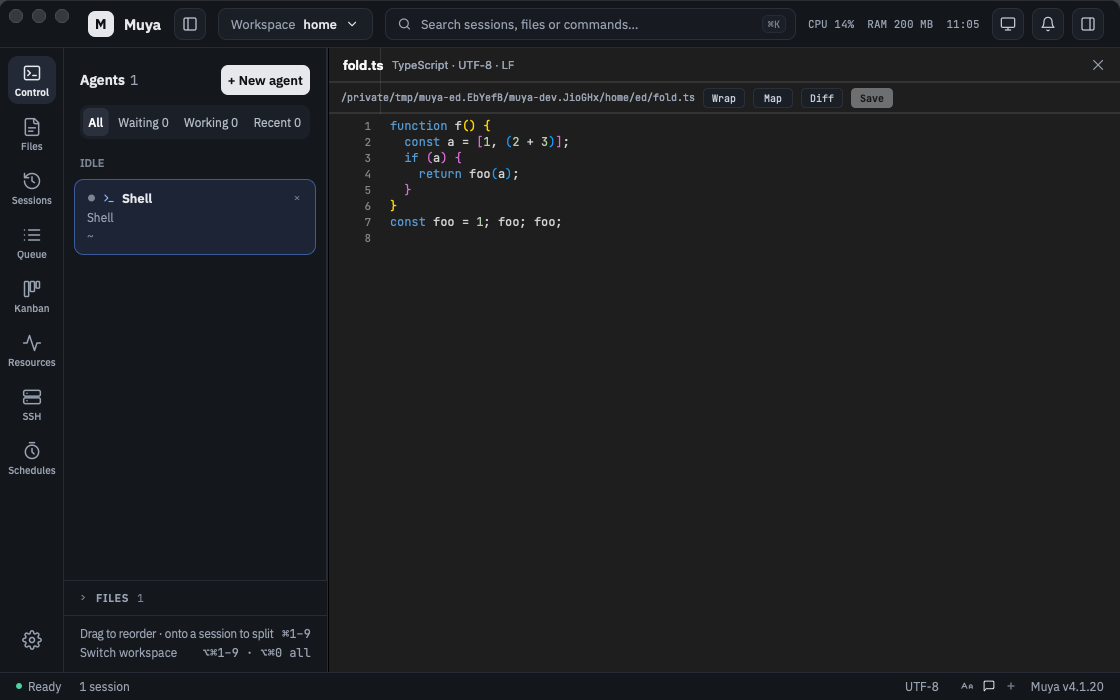 M Muya Workspace home Search sessions, files or commands... ⌘K CPU 14% RAM 200 MB 11:05
Control
Files
Sessions
Queue
Kanban
Resources
SSH
Schedules
Agents 1 + New agent
All Waiting 0 Working 0 Recent 0
IDLE
Shell ×
Shell
~
› FILES 1
Drag to reorder · onto a session to split ⌘1–9
Switch workspace ⌥⌘1–9 · ⌥⌘0 all
fold.ts TypeScript · UTF-8 · LF
/private/tmp/muya-ed.EbYefB/muya-dev.JioGHx/home/ed/fold.ts Wrap Map Diff Save
1 function f() {
2 const a = [1, (2 + 3)];
3 if (a) {
4 return foo(a);
5 }
6 }
7 const foo = 1; foo; foo;
8
Ready 1 session UTF-8 Aa + Muya v4.1.20